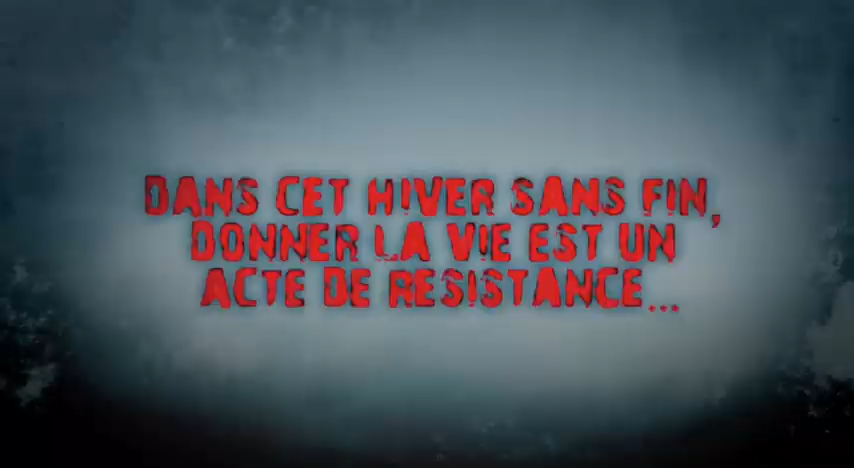 DANS CET HIVER SANS FIN,
DONNER LA VIE EST UN
ACTE DE RESISTANCE...